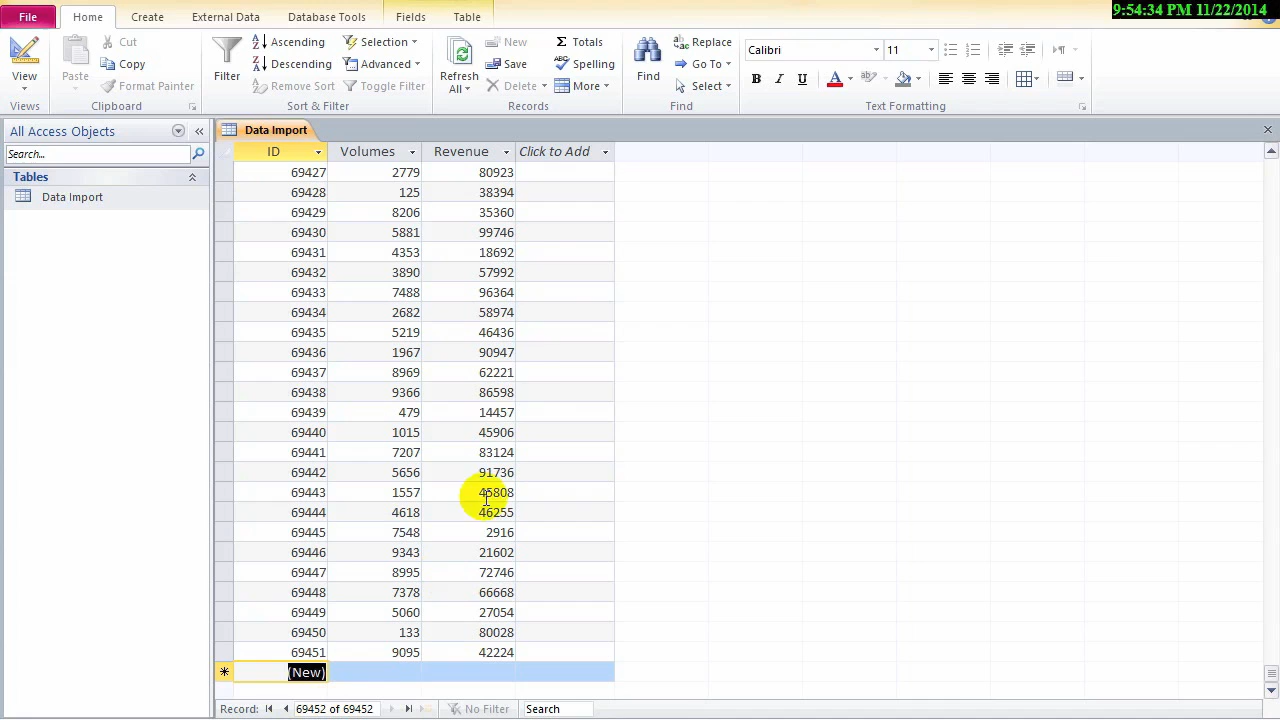 9:54:34 PM 11/22/2014
File Home Create External Data Database Tools Fields Table
View
Views
Paste
Cut
Copy
Format Painter
Clipboard
Filter
Ascending
Descending
Remove Sort
Selection
Advanced
Toggle Filter
Sort & Filter
Refresh All
New
Save
Delete
Totals
Spelling
More
Records
Find
Replace
Go To
Select
Find
Calibri 11
B I U A
Text Formatting
All Access Objects
Search...
Tables
Data Import
Data Import
ID Volumes Revenue Click to Add
69427 2779 80923
69428 125 38394
69429 8206 35360
69430 5881 99746
69431 4353 18692
69432 3890 57992
69433 7488 96364
69434 2682 58974
69435 5219 46436
69436 1967 90947
69437 8969 62221
69438 9366 86598
69439 479 14457
69440 1015 45906
69441 7207 83124
69442 5656 91736
69443 1557 45808
69444 4618 46255
69445 7548 2916
69446 9343 21602
69447 8995 72746
69448 7378 66668
69449 5060 27054
69450 133 80028
69451 9095 42224
(New)
Record: 69452 of 69452 No Filter Search